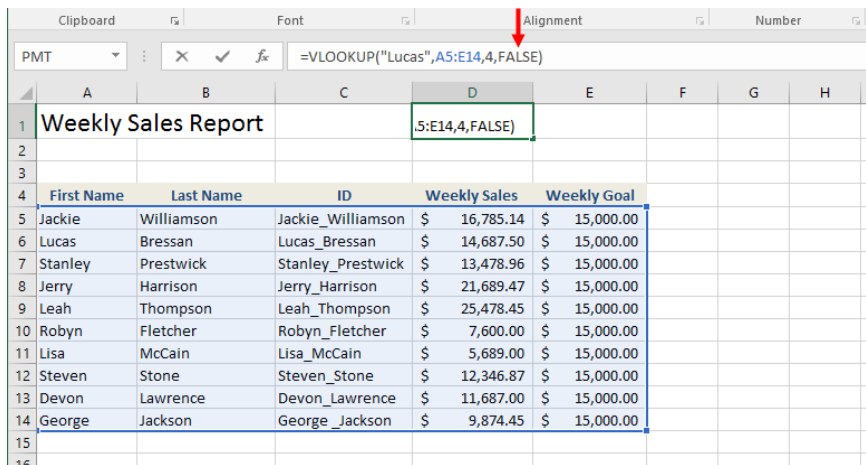 Clipboard Font Alignment Number
PMT fx =VLOOKUP("Lucas",A5:E14,4,FALSE)
A B C D E F G H
1 Weekly Sales Report .5:E14,4,FALSE)
2
3
4 First Name Last Name ID Weekly Sales Weekly Goal
5 Jackie Williamson Jackie_Williamson $ 16,785.14 $ 15,000.00
6 Lucas Bressan Lucas_Bressan $ 14,687.50 $ 15,000.00
7 Stanley Prestwick Stanley_Prestwick $ 13,478.96 $ 15,000.00
8 Jerry Harrison Jerry_Harrison $ 21,689.47 $ 15,000.00
9 Leah Thompson Leah_Thompson $ 25,478.45 $ 15,000.00
10 Robyn Fletcher Robyn_Fletcher $ 7,600.00 $ 15,000.00
11 Lisa McCain Lisa_McCain $ 5,689.00 $ 15,000.00
12 Steven Stone Steven_Stone $ 12,346.87 $ 15,000.00
13 Devon Lawrence Devon_Lawrence $ 11,687.00 $ 15,000.00
14 George Jackson George _Jackson $ 9,874.45 $ 15,000.00
15
16